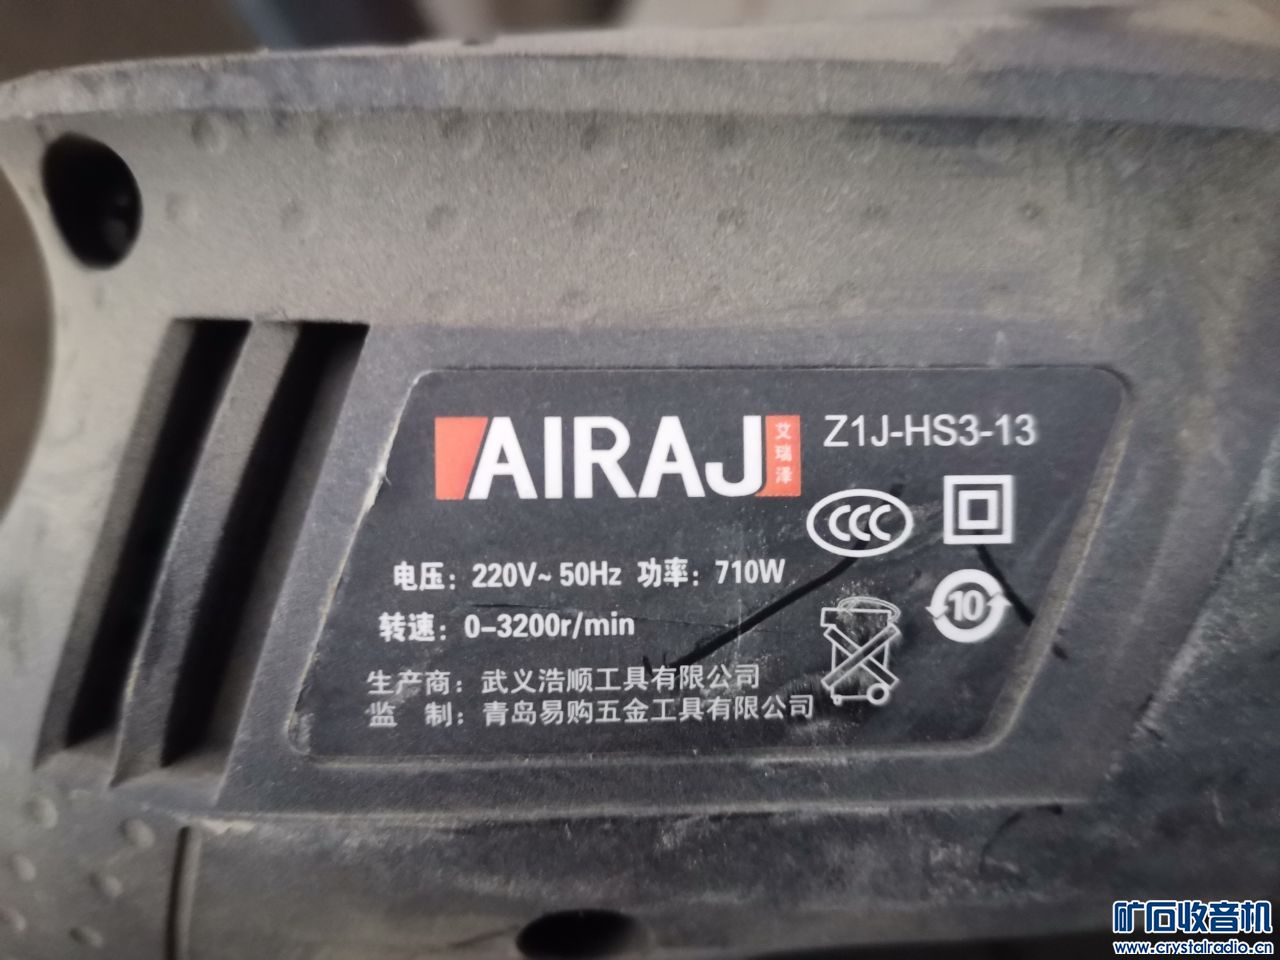 AIRAJ 艾瑞泽 Z1J-HS3-13
CCC
电压：220V~50Hz 功率：710W
10
转速：0-3200r/min
生产商：武义浩顺工具有限公司
监 制：青岛易购五金工具有限公司
矿石收音机
www.crystalradio.cn